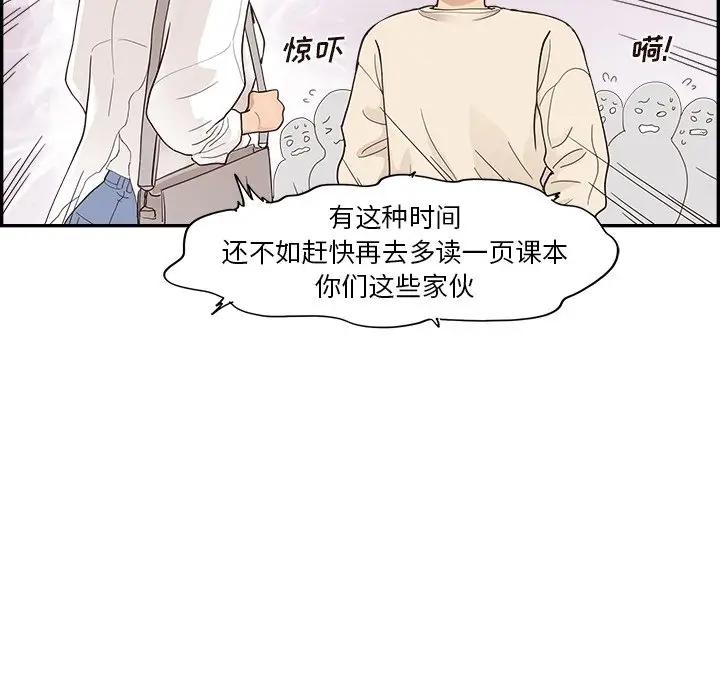 惊吓
嗬!
有这种时间
还不如赶快再去多读一页课本
你们这些家伙